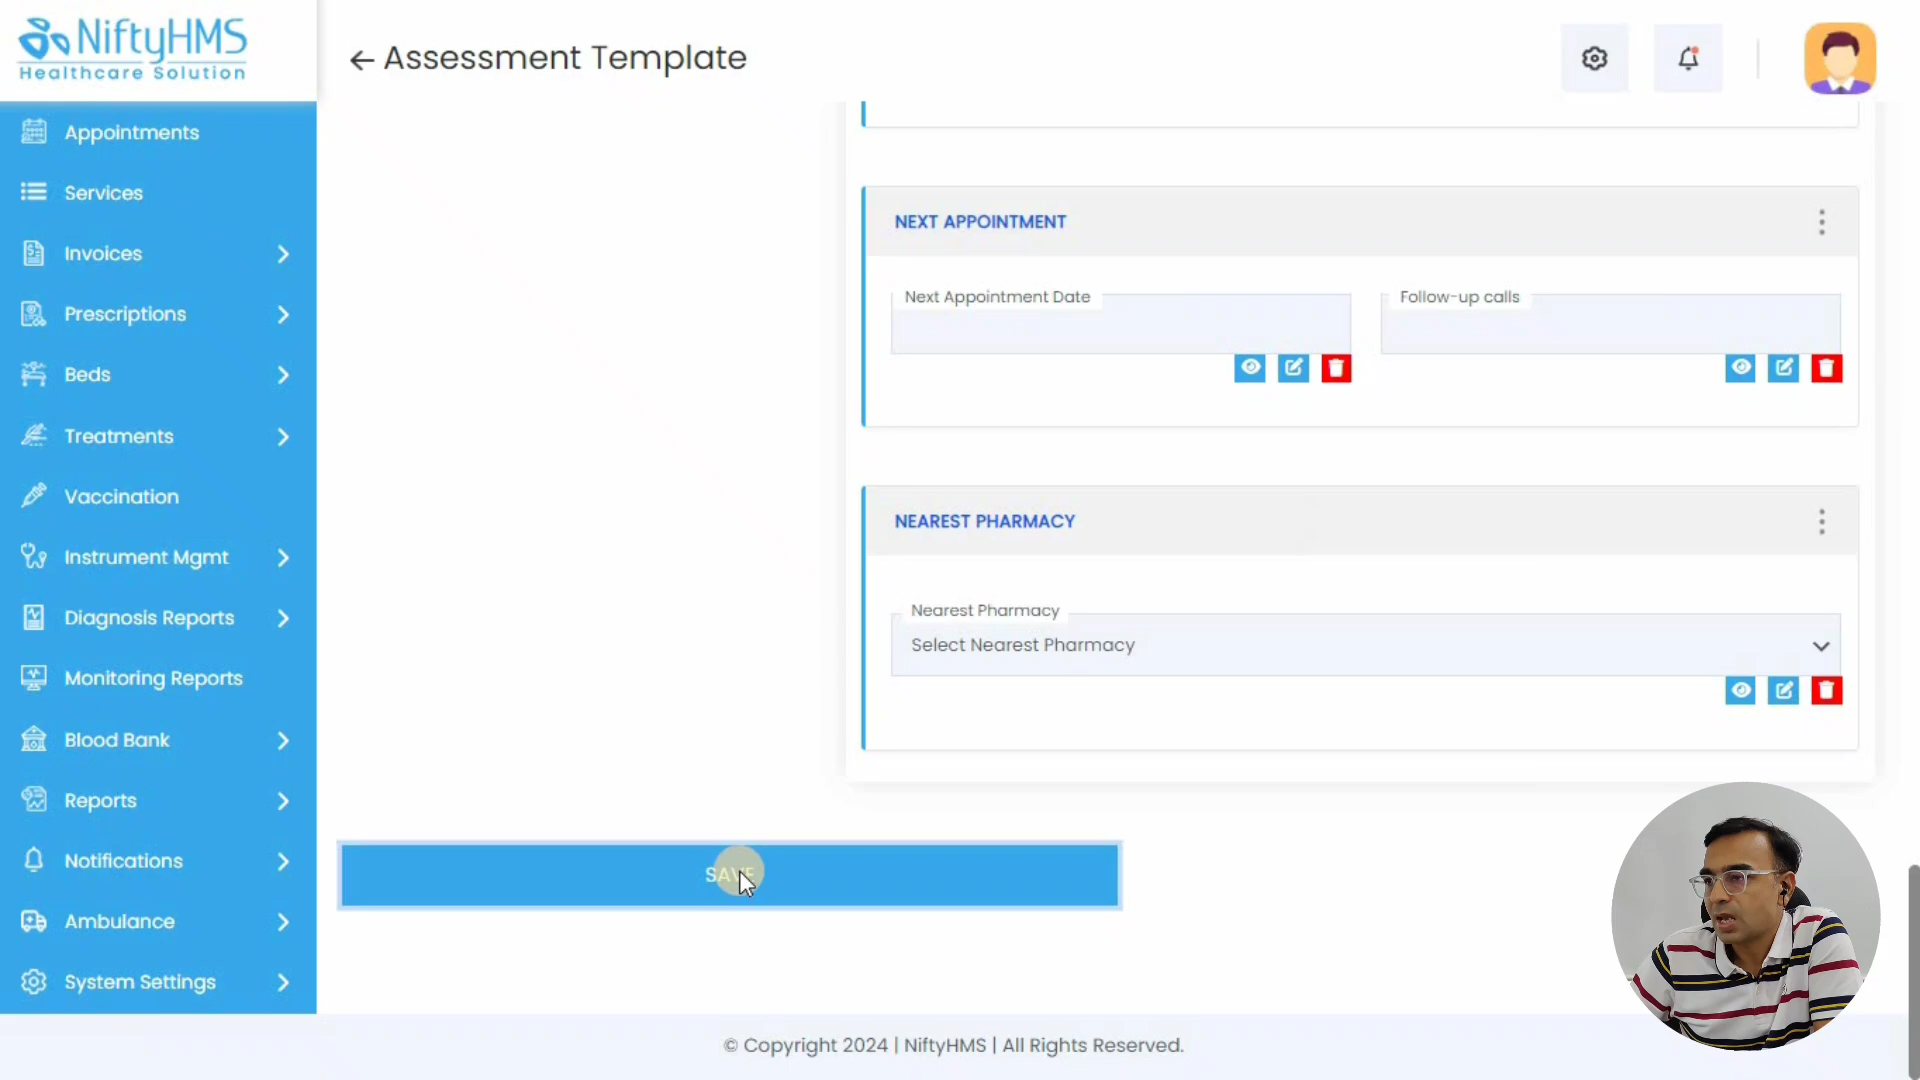 NiftyHMS
Healthcare Solution
← Assessment Template
Appointments
Services
Invoices
Prescriptions
Beds
Treatments
Vaccination
Instrument Mgmt
Diagnosis Reports
Monitoring Reports
Blood Bank
Reports
Notifications
Ambulance
System Settings
NEXT APPOINTMENT
Next Appointment Date
Follow-up calls
NEAREST PHARMACY
Nearest Pharmacy
Select Nearest Pharmacy
SAVE
© Copyright 2024 | NiftyHMS | All Rights Reserved.